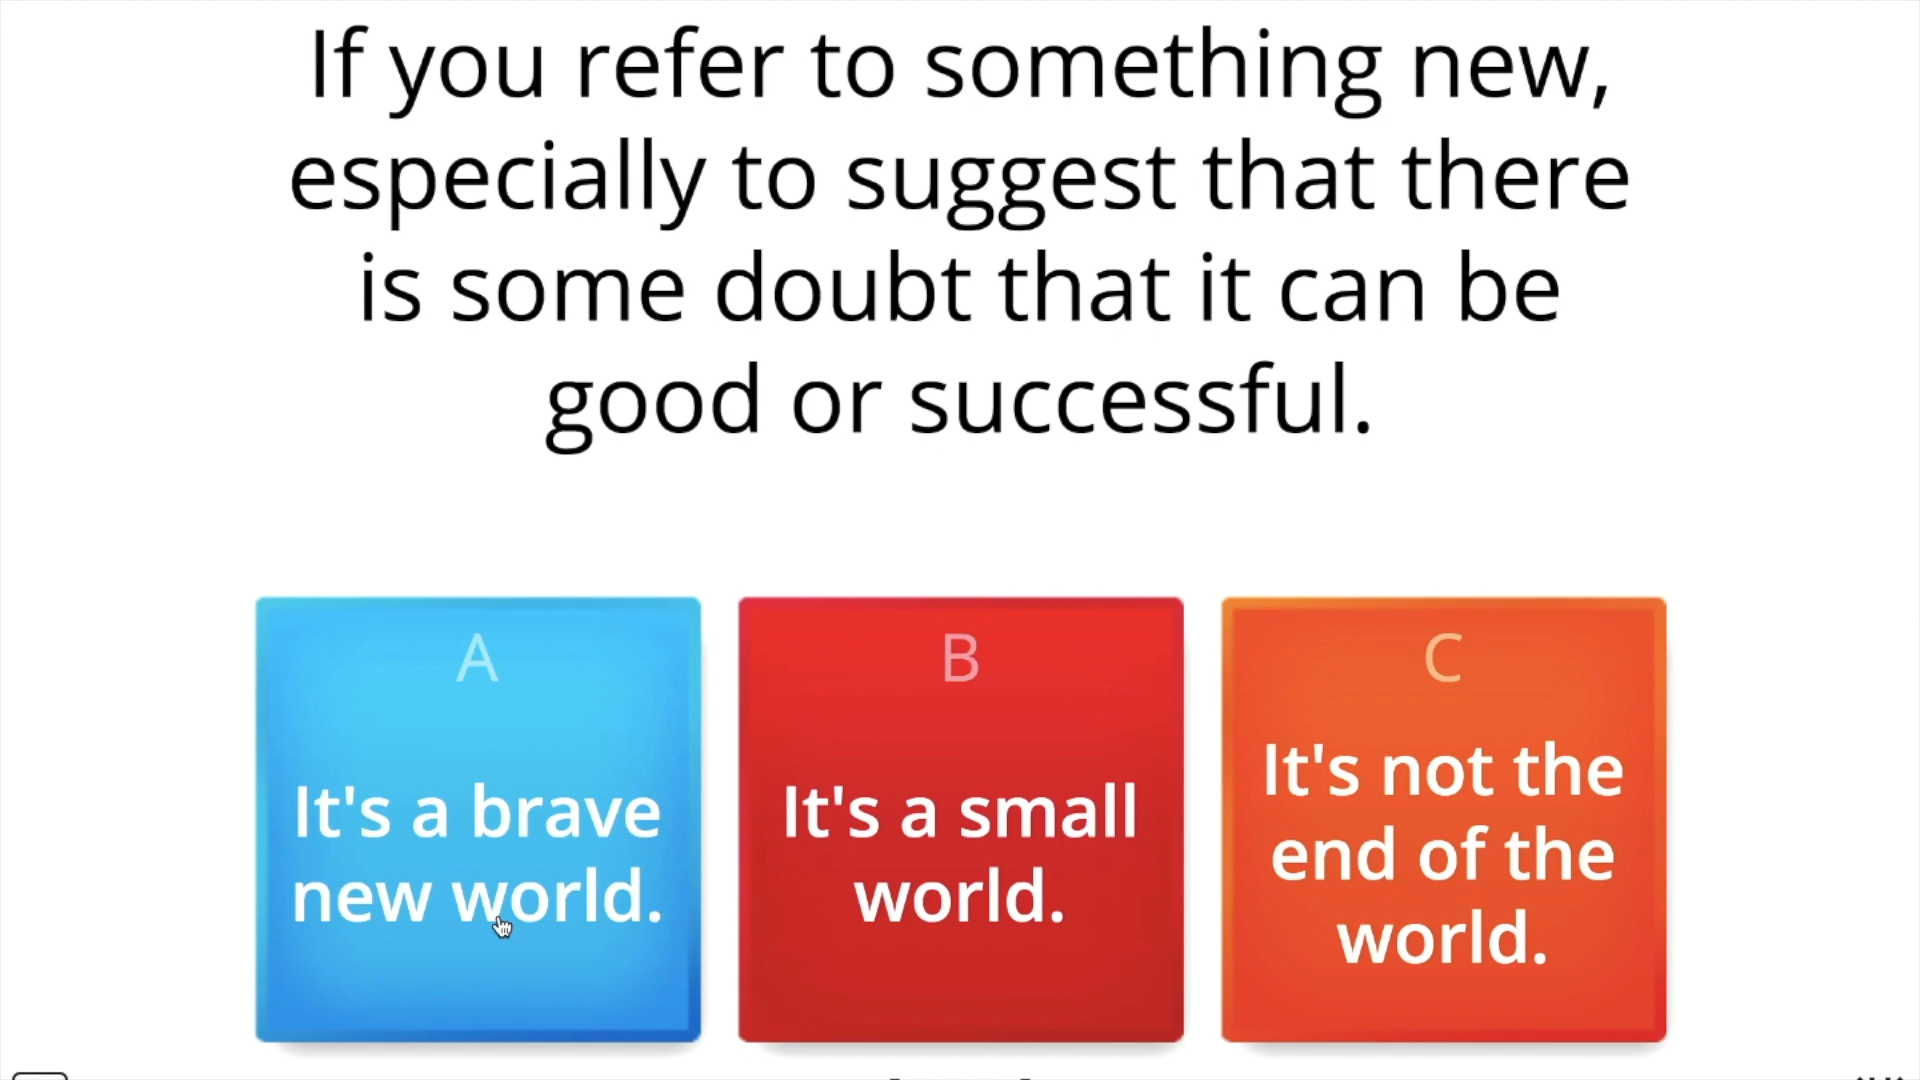 If you refer to something new,
especially to suggest that there
is some doubt that it can be
good or successful.
A
It's a brave
new world.
B
It's a small
world.
C
It's not the
end of the
world.